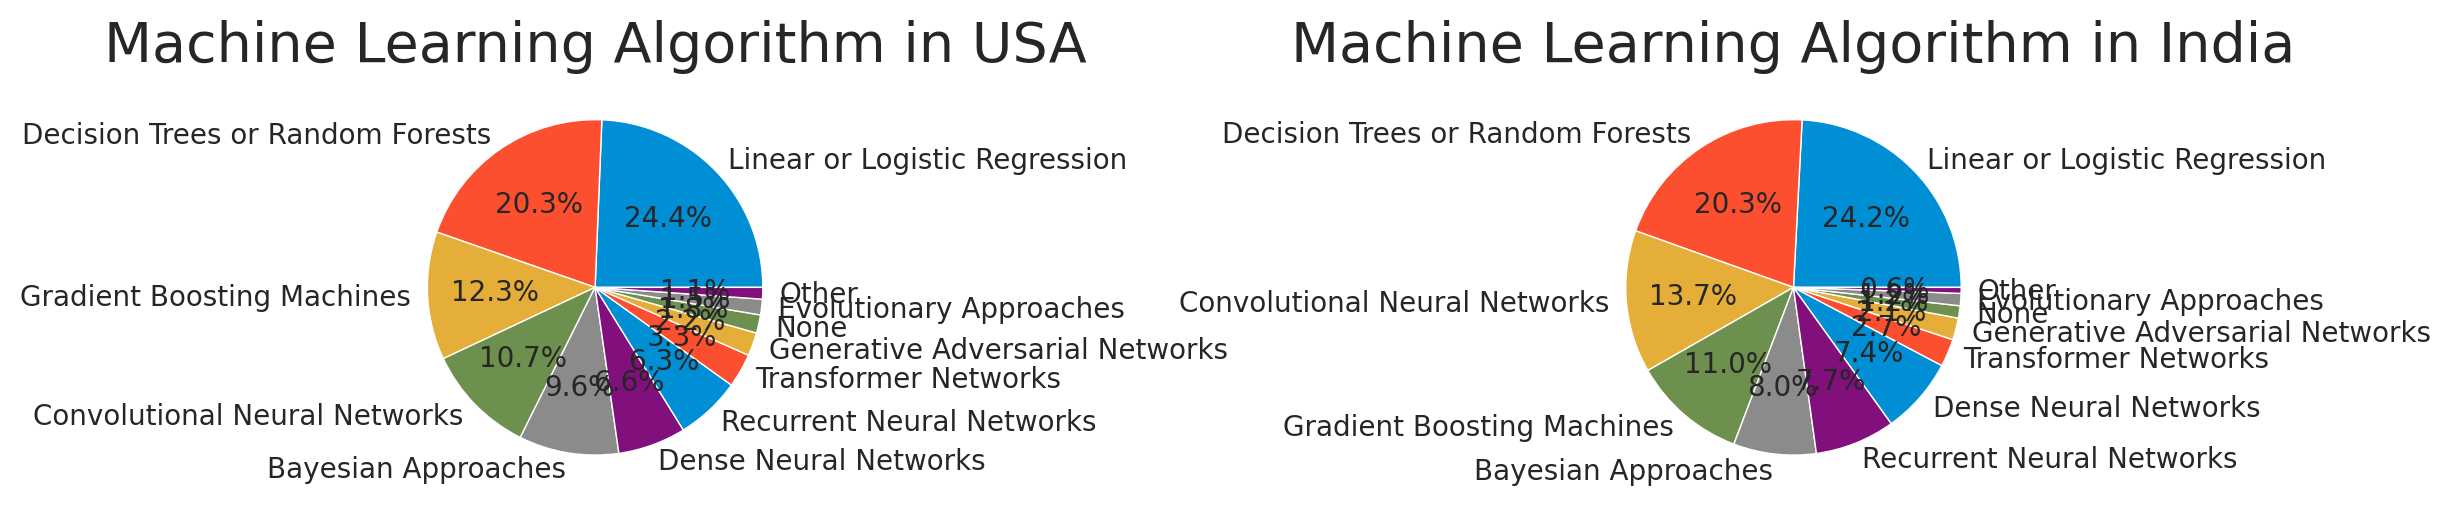 Machine Learning Algorithm in USA
Decision Trees or Random Forests
Linear or Logistic Regression
20.3%
24.4%
Gradient Boosting Machines
12.3%
1.1%
Other
Evolutionary Approaches
2.2%
None
3.3%
Generative Adversarial Networks
10.7%
6.3%
Transformer Networks
9.6%
6.6%
Convolutional Neural Networks
Recurrent Neural Networks
Bayesian Approaches
Dense Neural Networks
Machine Learning Algorithm in India
Decision Trees or Random Forests
Linear or Logistic Regression
20.3%
24.2%
Convolutional Neural Networks
13.7%
0.6%
Other
Evolutionary Approaches
None
2.1%
Generative Adversarial Networks
2.7%
Transformer Networks
7.4%
11.0%
8.0%
7.7%
Dense Neural Networks
Gradient Boosting Machines
Bayesian Approaches
Recurrent Neural Networks